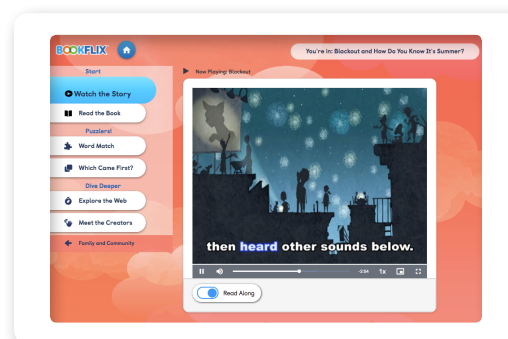 BOOKFLIX
You're in: Blackout and How Do You Know It's Summer?
Start
Watch the Story
Read the Book
Puzzlers!
Word Match
Which Came First?
Dive Deeper
Explore the Web
Meet the Creators
Family and Community
Now Playing: Blackout
then heard other sounds below.
-2:04 1x
Read Along